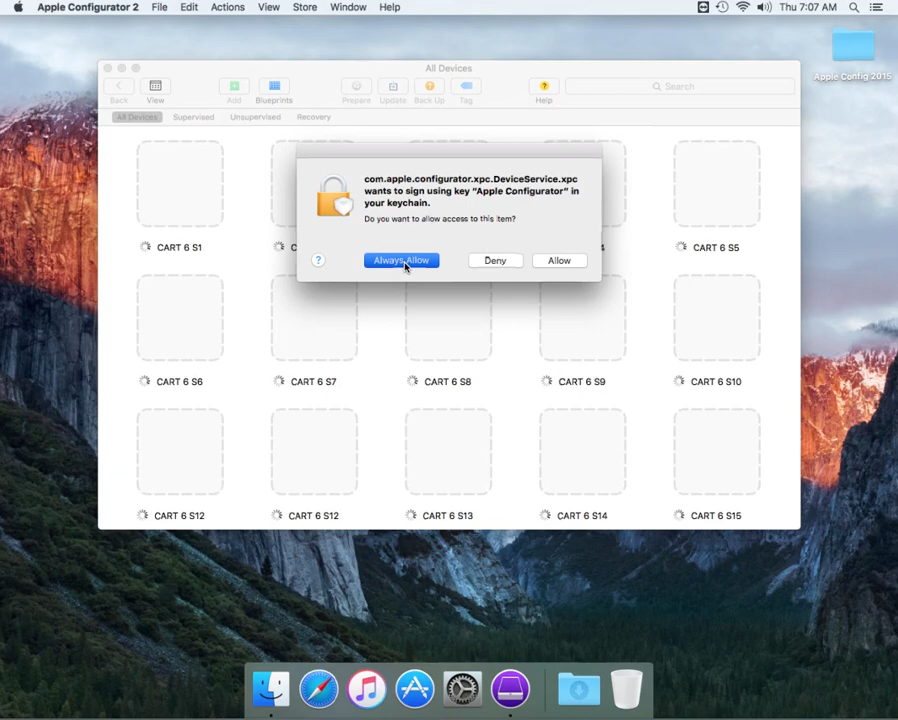 Apple Configurator 2 File Edit Actions View Store Window Help Thu 7:07 AM
All Devices
Back View Add Blueprints Prepare Update Back Up Tag ? Help Search
All Devices Supervised Unsupervised Recovery
Apple Config 2015
com.apple.configurator.xpc.DeviceService.xpc
wants to sign using key “Apple Configurator” in
your keychain.
Do you want to allow access to this item?
? Always Allow Deny Allow
CART 6 S1 C 4 CART 6 S5
CART 6 S6 CART 6 S7 CART 6 S8 CART 6 S9 CART 6 S10
CART 6 S12 CART 6 S12 CART 6 S13 CART 6 S14 CART 6 S15